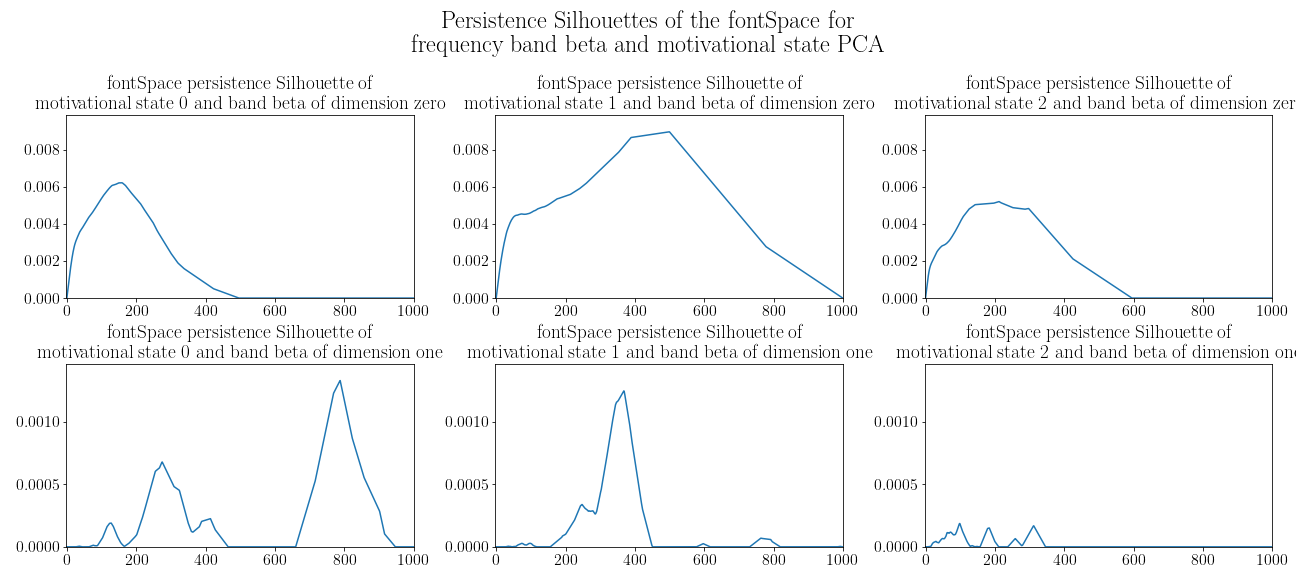 Persistence Silhouettes of the fontSpace for
frequency band beta and motivational state PCA
fontSpace persistence Silhouette of
motivational state 0 and band beta of dimension zero
fontSpace persistence Silhouette of
motivational state 1 and band beta of dimension zero
fontSpace persistence Silhouette of
motivational state 2 and band beta of dimension zer
0.008
0.006
0.004
0.002
0.000
0 200 400 600 800 1000
0.008
0.006
0.004
0.002
0.000
0 200 400 600 800 1000
0.008
0.006
0.004
0.002
0.000
0 200 400 600 800 1000
fontSpace persistence Silhouette of
motivational state 0 and band beta of dimension one
fontSpace persistence Silhouette of
motivational state 1 and band beta of dimension one
fontSpace persistence Silhouette of
motivational state 2 and band beta of dimension one
0.0010
0.0005
0.0000
0 200 400 600 800 1000
0.0010
0.0005
0.0000
0 200 400 600 800 1000
0.0010
0.0005
0.0000
0 200 400 600 800 1000